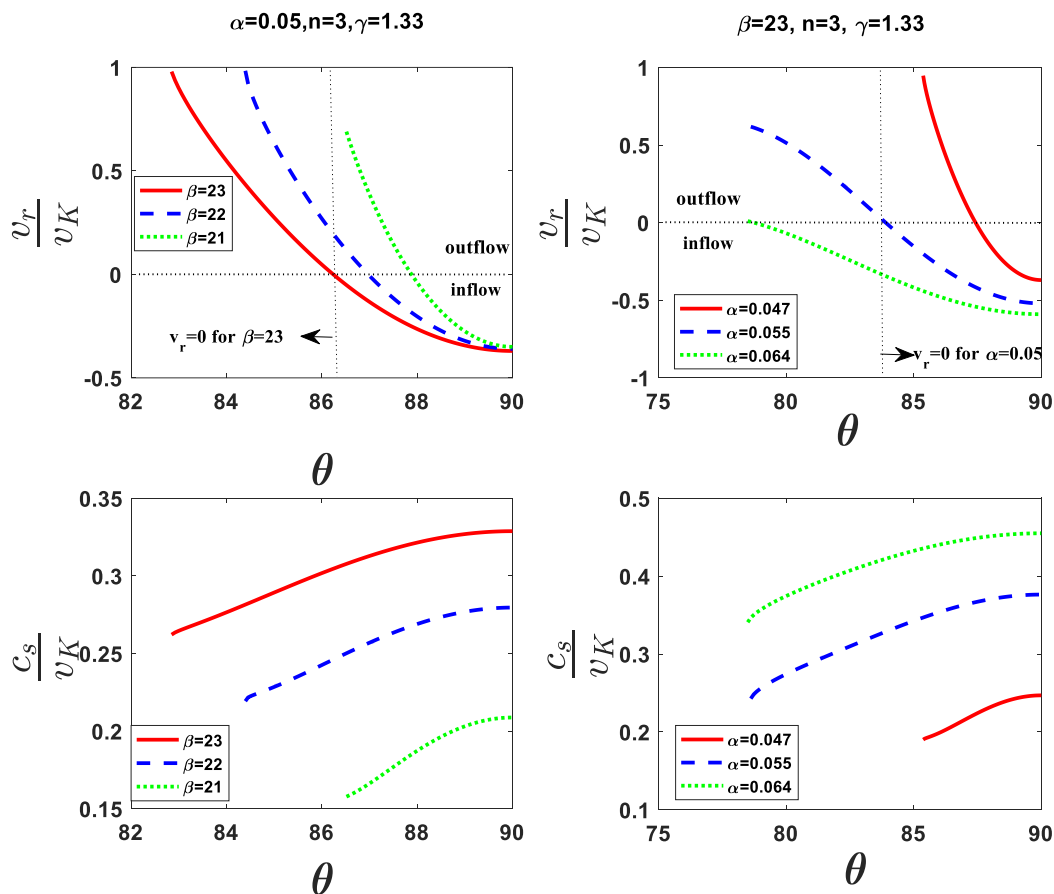 α=0.05,n=3,γ=1.33
1
0.5
0
-0.5
v_r
v_K
β=23
β=22
β=21
outflow
inflow
v_r=0 for β=23
82
84
86
88
90
θ
β=23, n=3, γ=1.33
1
0.5
0
-0.5
-1
v_r
v_K
outflow
inflow
α=0.047
α=0.055
α=0.064
v_r=0 for α=0.05
75
80
85
90
θ
0.35
0.3
0.25
0.2
0.15
c_s
v_K
β=23
β=22
β=21
82
84
86
88
90
θ
0.5
0.4
0.3
0.2
0.1
c_s
v_K
α=0.047
α=0.055
α=0.064
75
80
85
90
θ